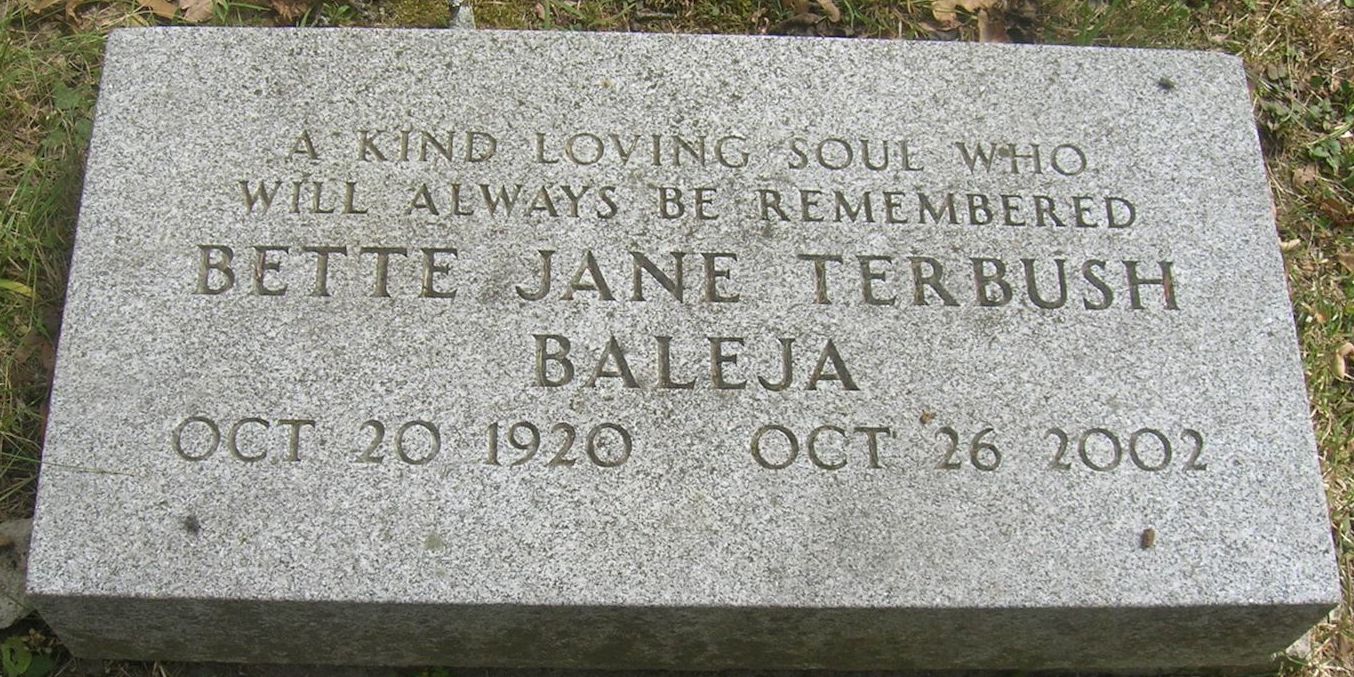 A KIND LOVING SOUL WHO
WILL ALWAYS BE REMEMBERED
BETTE JANE TERBUSH
BALEJA
OCT 20 1920 OCT 26 2002